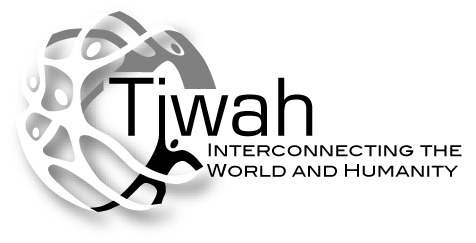 Tiwah
INTERCONNECTING THE
WORLD AND HUMANITY